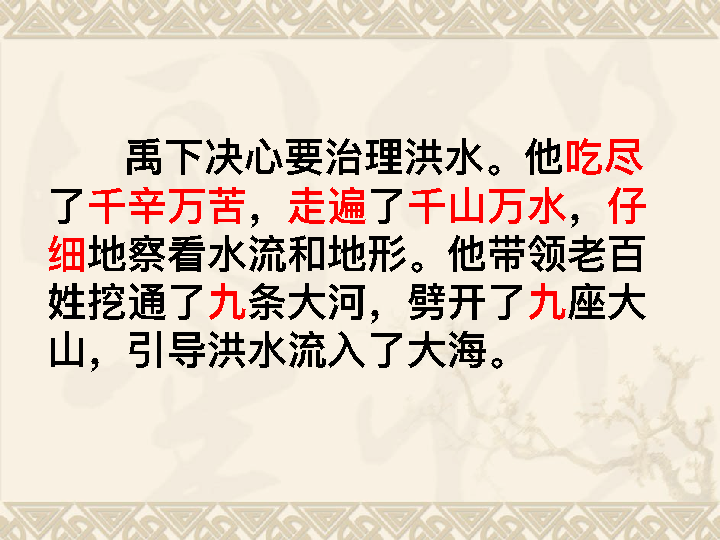 禹下决心要治理洪水。他吃尽
了千辛万苦，走遍了千山万水，仔
细地察看水流和地形。他带领老百
姓挖通了九条大河，劈开了九座大
山，引导洪水流入了大海。